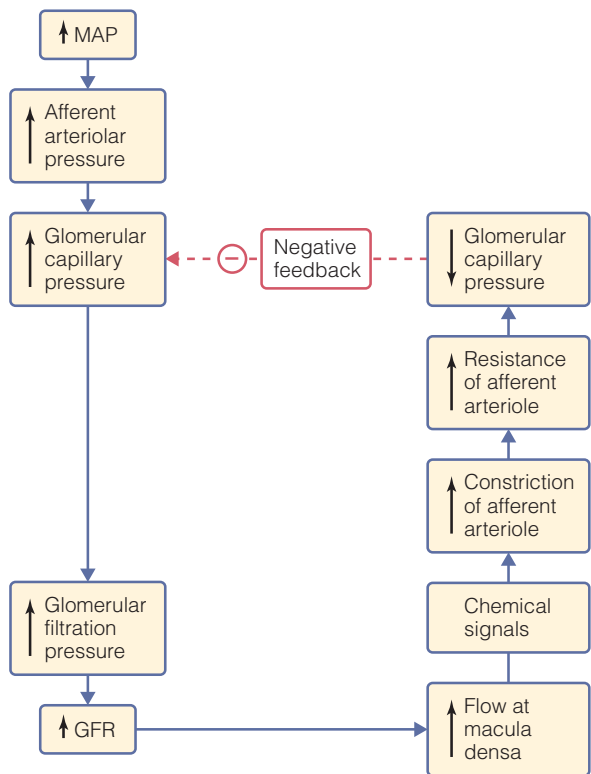 MAP
Afferent
arteriolar
pressure
Glomerular
capillary
pressure
Glomerular
filtration
pressure
GFR
Flow at
macula
densa
Chemical
signals
Constriction
of afferent
arteriole
Resistance
of afferent
arteriole
Glomerular
capillary
pressure
Negative
feedback